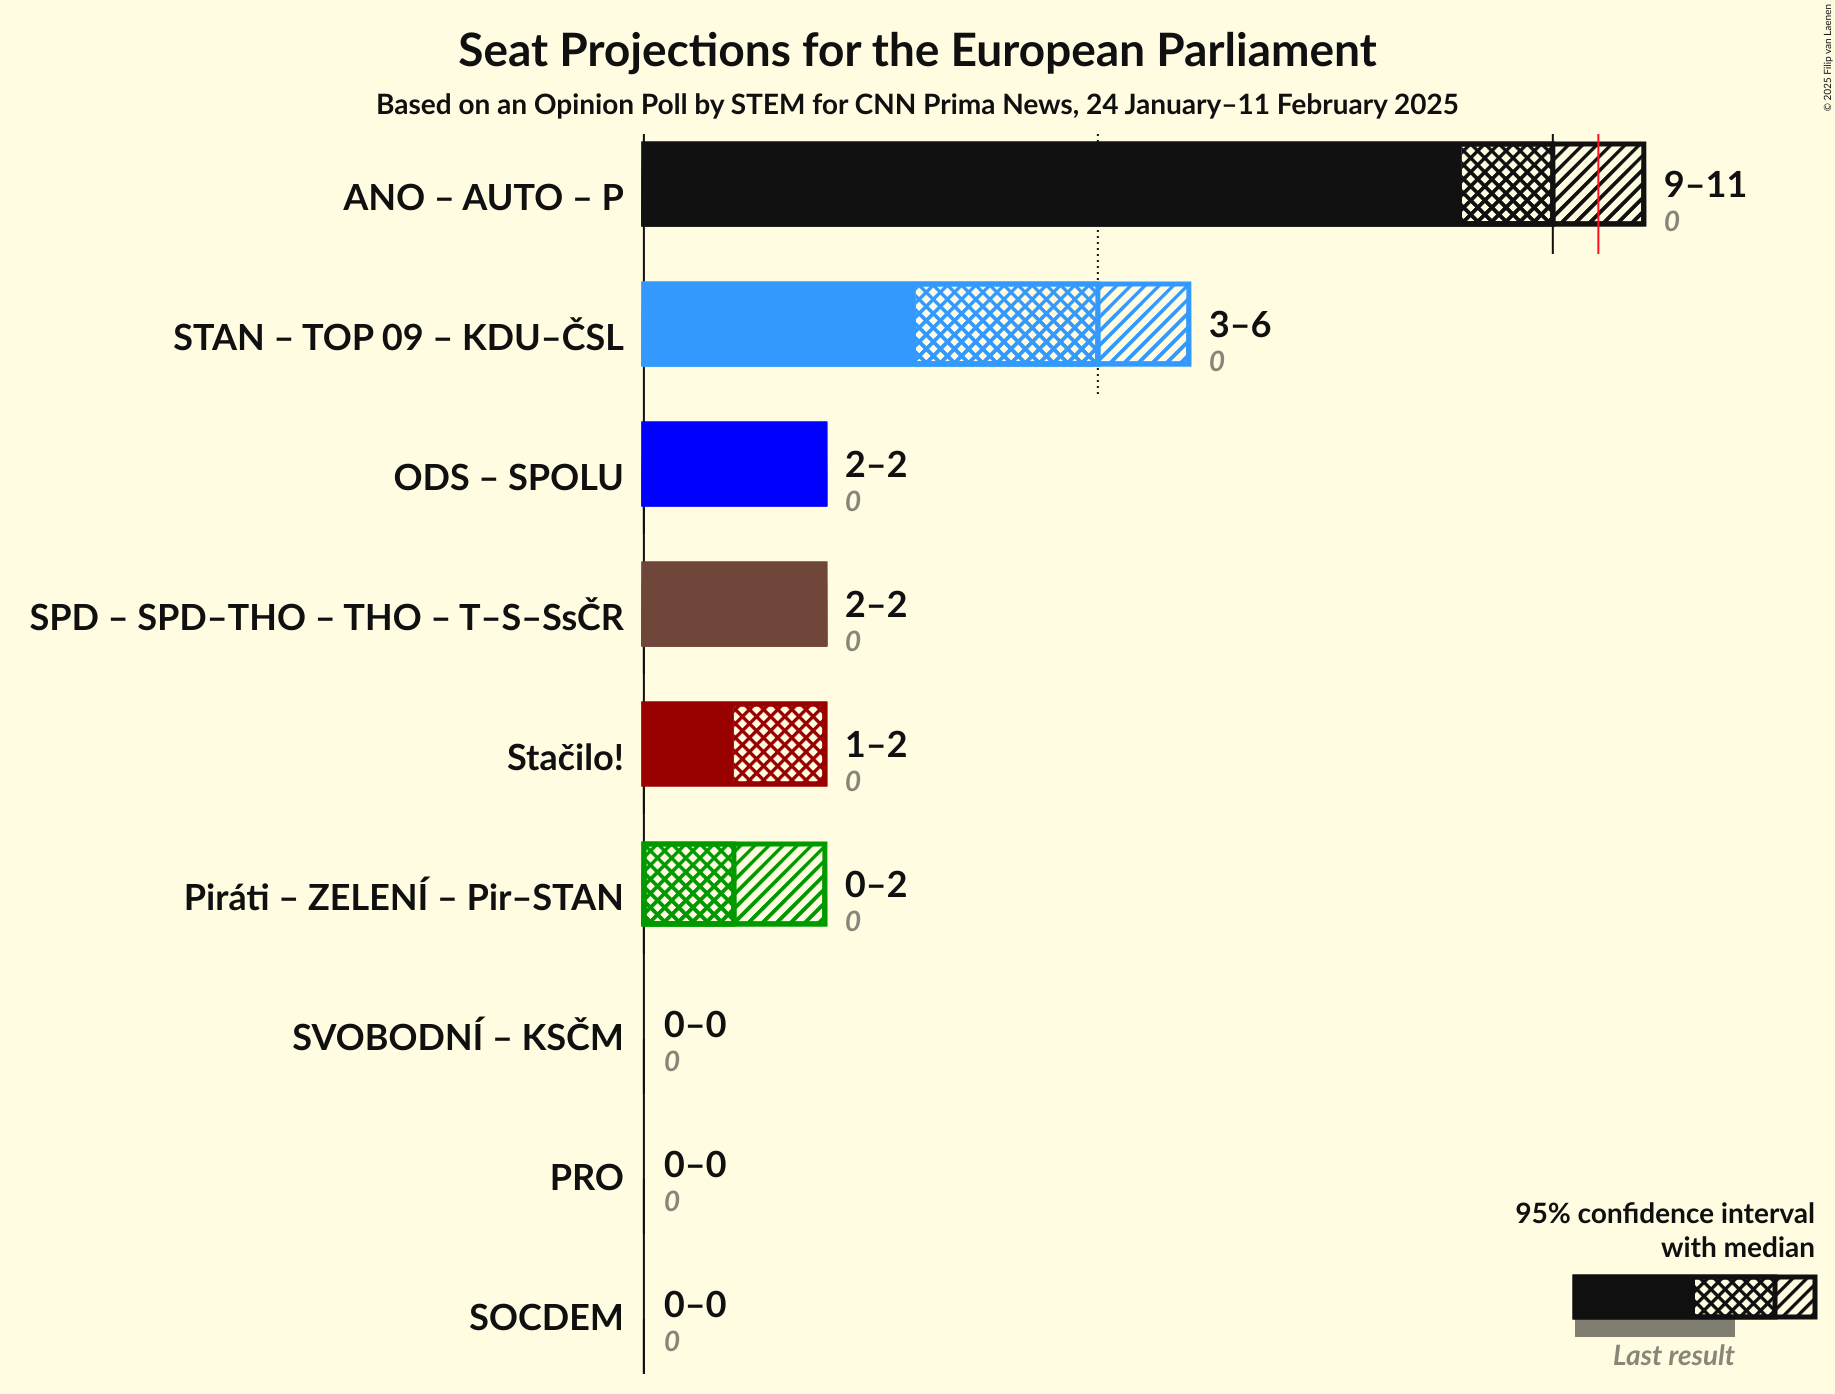 Seat Projections for the European Parliament
Based on an Opinion Poll by STEM for CNN Prima News, 24 January–11 February 2025
© 2025 Filip van Laenen
ANO – AUTO – P
9–11
0
STAN – TOP 09 – KDU–ČSL
3–6
0
ODS – SPOLU
2–2
0
SPD – SPD–THO – THO – T–S–SsČR
2–2
0
Stačilo!
1–2
0
Piráti – ZELENÍ – Pir–STAN
0–2
0
SVOBODNÍ – KSČM
0–0
0
PRO
0–0
0
SOCDEM
0–0
0
95% confidence interval
with median
Last result